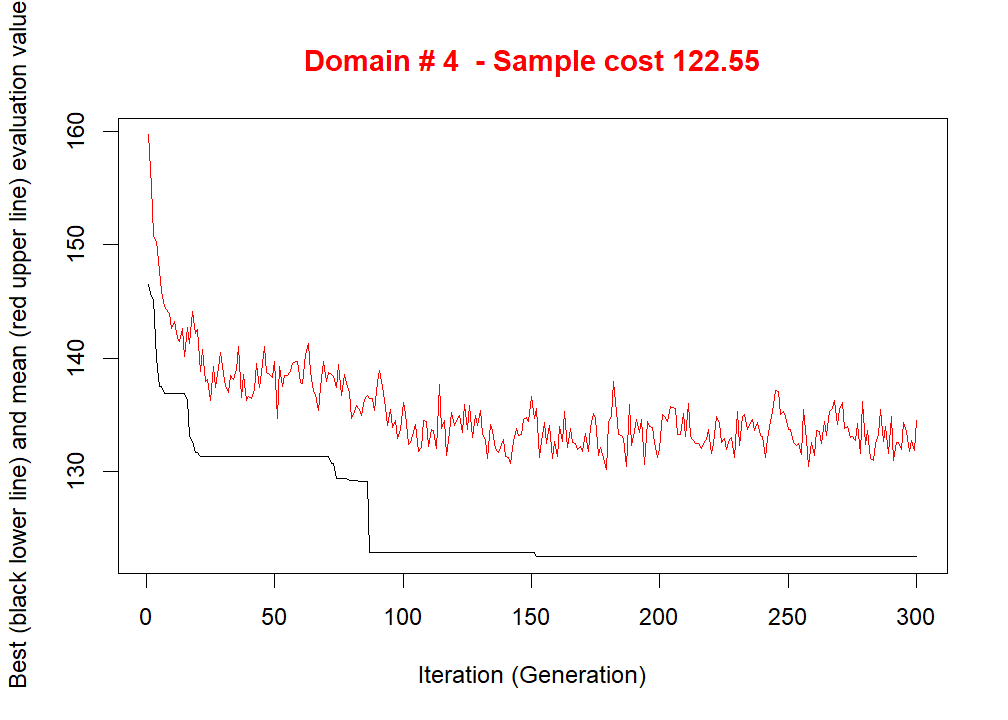 Domain # 4  - Sample cost 122.55
Best (black lower line) and mean (red upper line) evaluation value
160
150
140
130
0 50 100 150 200 250 300
Iteration (Generation)